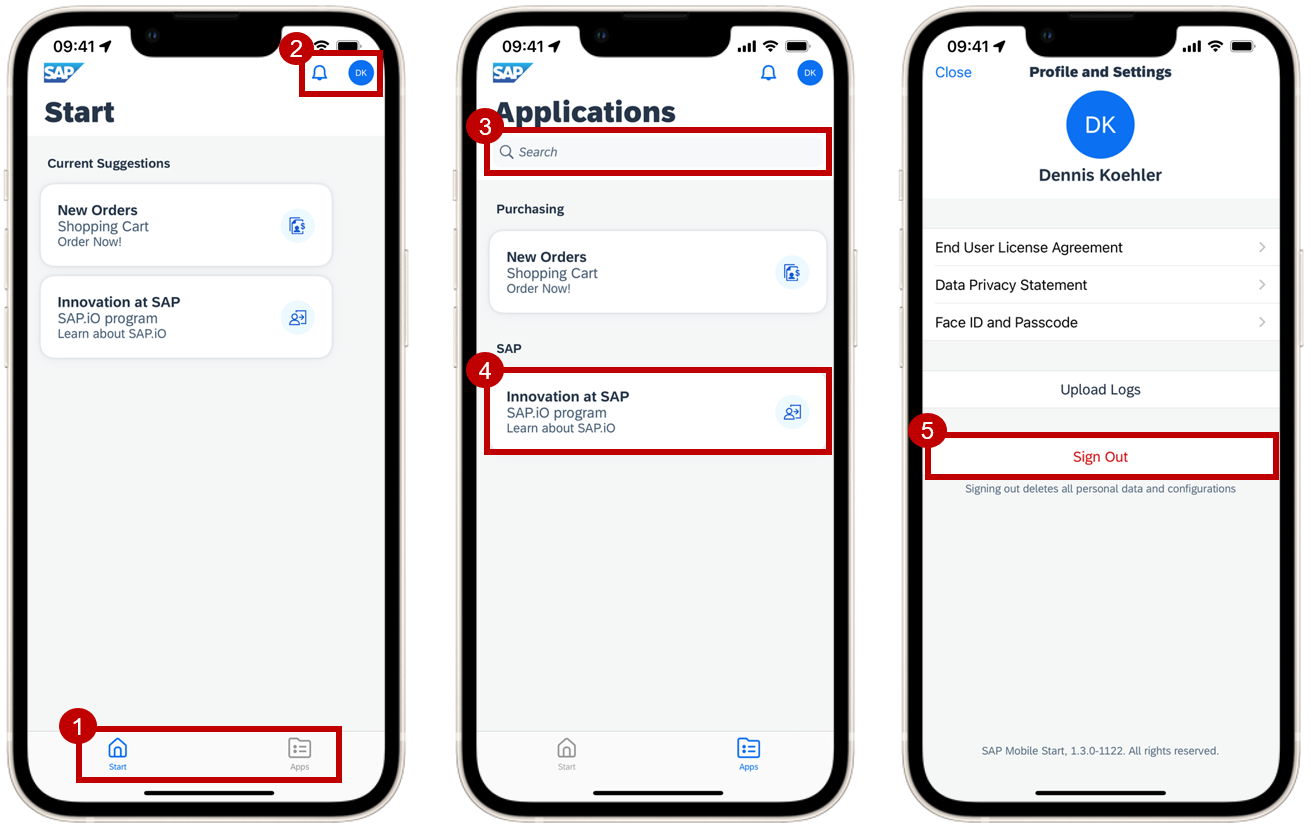 09:41
2
SAP
DK
Start
Current Suggestions
New Orders
Shopping Cart
Order Now!
Innovation at SAP
SAP.iO program
Learn about SAP.iO
1
Start
Apps
09:41
SAP
DK
Applications
3
Search
Purchasing
New Orders
Shopping Cart
Order Now!
SAP
4
Innovation at SAP
SAP.iO program
Learn about SAP.iO
Start
Apps
09:41
Close
Profile and Settings
DK
Dennis Koehler
End User License Agreement
Data Privacy Statement
Face ID and Passcode
Upload Logs
5
Sign Out
Signing out deletes all personal data and configurations
SAP Mobile Start, 1.3.0-1122. All rights reserved.